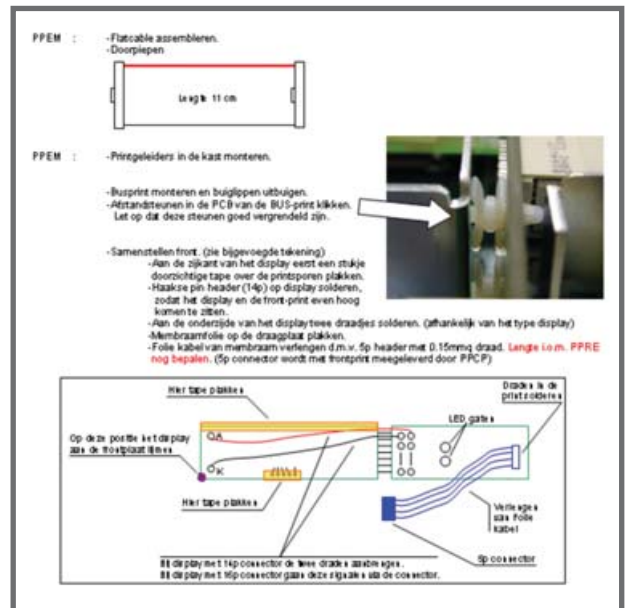 PPEM : -Flatcable assembleren.
-Doorpiepen
Lengte 11 cm
PPEM : -Printgeleiders in de kast monteren.
-Busprint monteren en buiglippen uitbuigen.
-Afstandsteunen in de PCB van de BUS-print klikken.
Let op dat deze steunen goed vergrendeld zijn.
-Samenstellen front. (zie bijgevoegde tekening)
-Aan de zijkant van het display eerst een stukje
doorzichtige tape over de printsporen plakken.
-Haakse pin header (14p) op display solderen,
zodat het display en de front-print even hoog
komen te zitten.
-Aan de onderzijde van het display twee draadjes solderen. (afhankelijk van het type display)
-Membraamfolie op de draagplaat plakken.
-Folie kabel van membraam verlengen d.m.v. 5p header met 0.15mmq draad. Lengte i.o.m. PPRE
nog bepalen. (5p connector wordt met frontprint meegeleverd door PPCP)
Hier tape plakken
Draden in de
print solderen
LED gaten
Op deze positie het display
aan de frontplaat lijmen
A
K
Hier tape plakken
Verlengen
van Folie
kabel
5p connector
Bij display met 14p connector de twee draden aanbrengen.
Bij display met 16p connector gaan deze signalen via de connector.